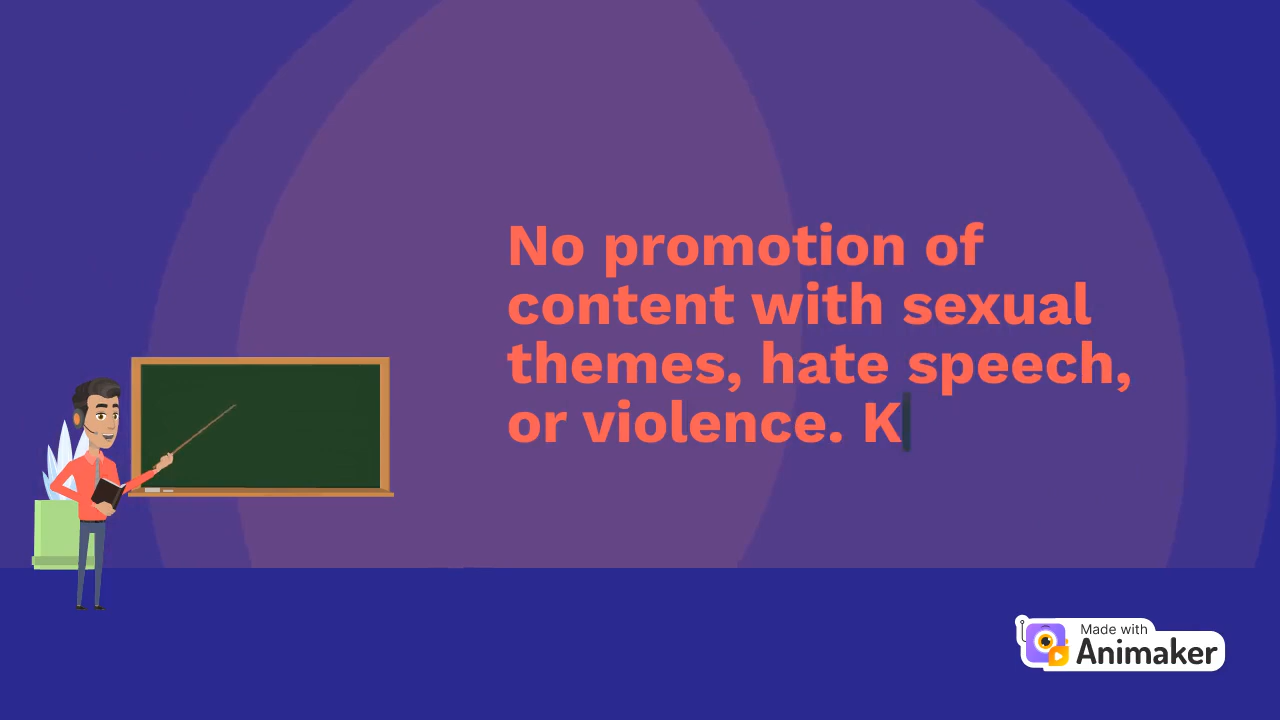 No promotion of
content with sexual
themes, hate speech,
or violence. K
Made with
Animaker